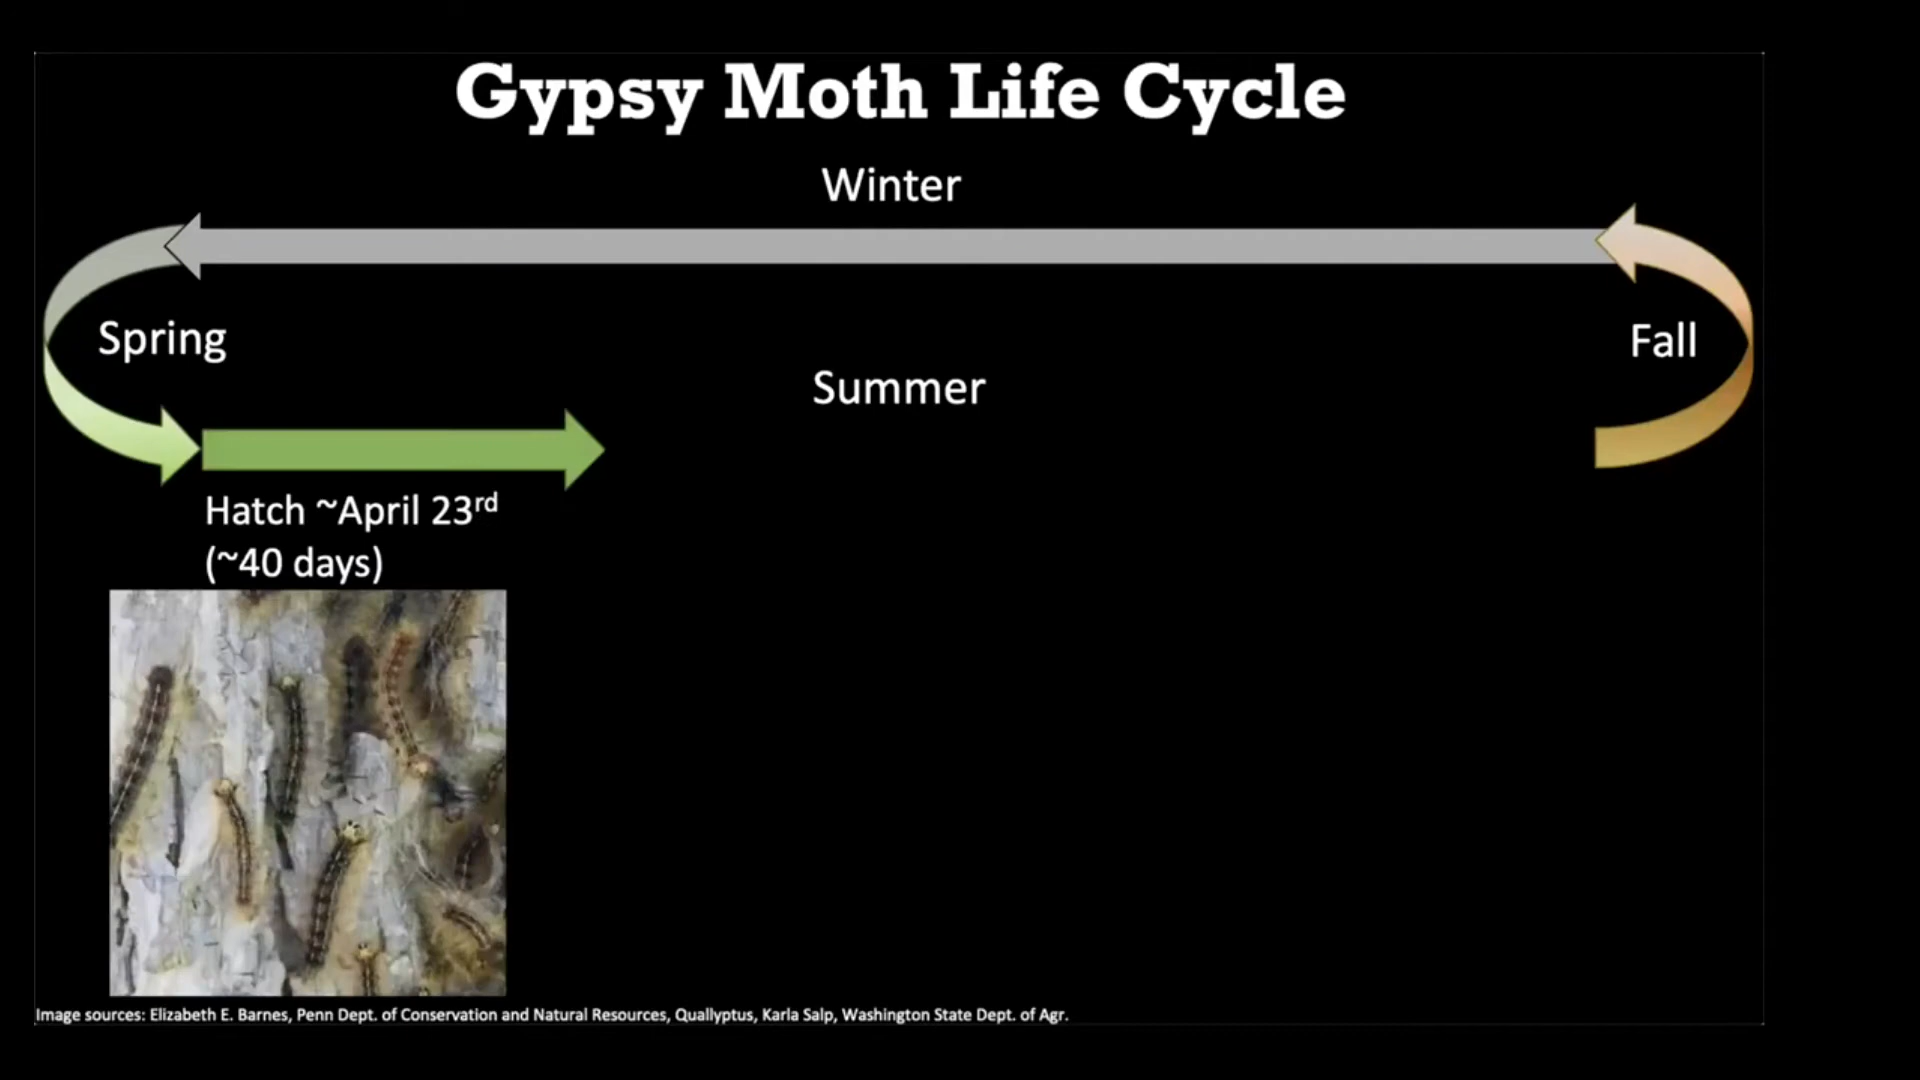 Gypsy Moth Life Cycle
Winter
Spring
Fall
Summer
Hatch ~April 23rd
(~40 days)
Image sources: Elizabeth E. Barnes, Penn Dept. of Conservation and Natural Resources, Quallyptus, Karla Salp, Washington State Dept. of Agr.